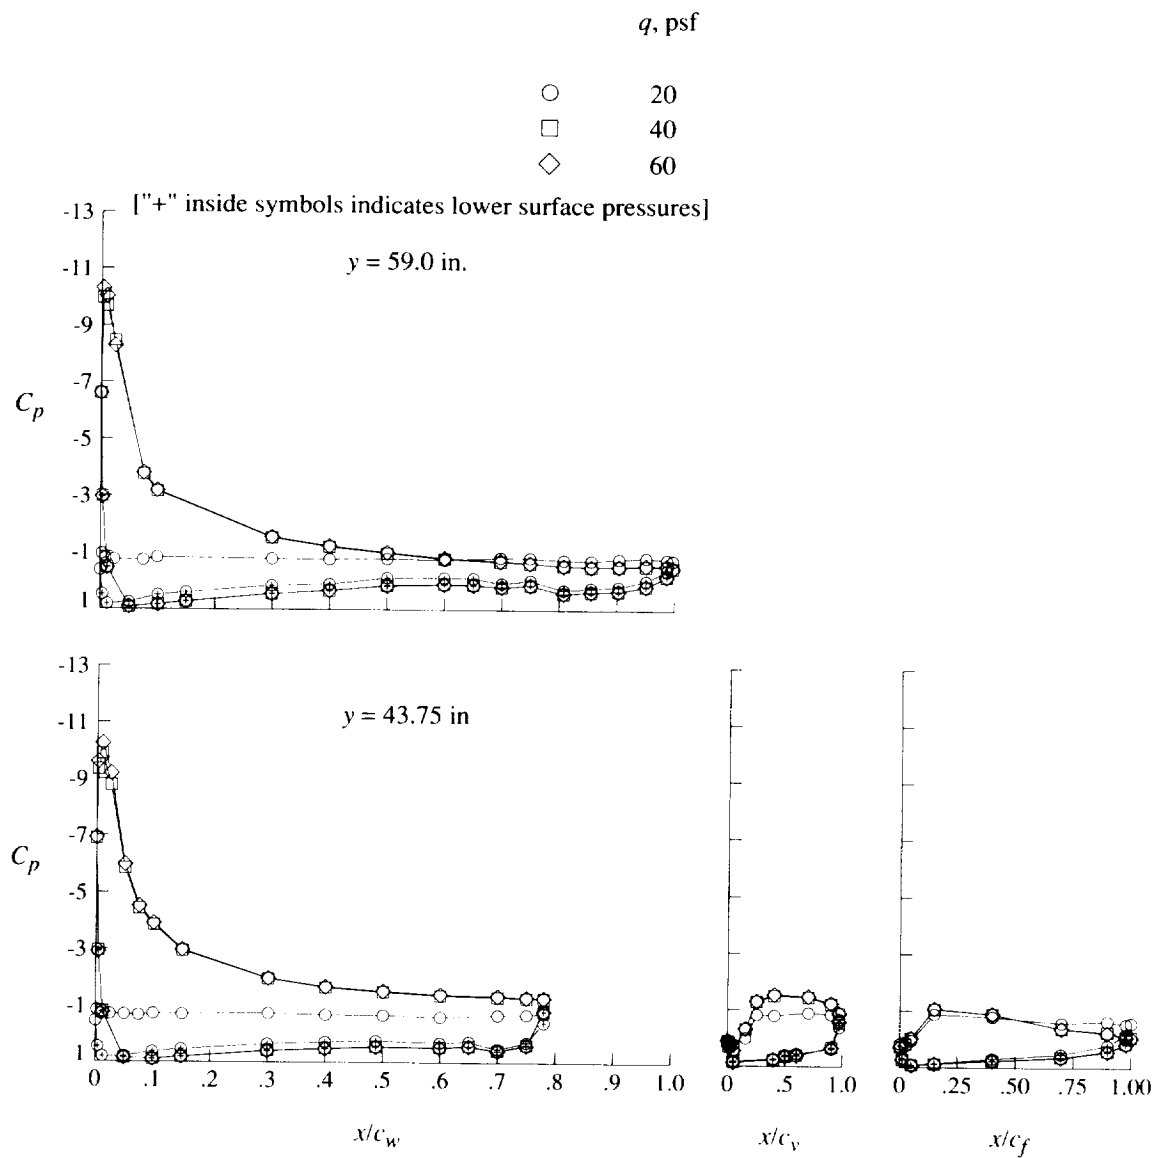 q, psf
20
40
60
["+" inside symbols indicates lower surface pressures]
y = 59.0 in.
-13
-11
-9
-7
-5
-3
-1
1
C_p
y = 43.75 in
-13
-11
-9
-7
-5
-3
-1
1
C_p
0 .1 .2 .3 .4 .5 .6 .7 .8 .9 1.0
0 .5 1.0
0 .25 .50 .75 1.00
x/c_w
x/c_v
x/c_f